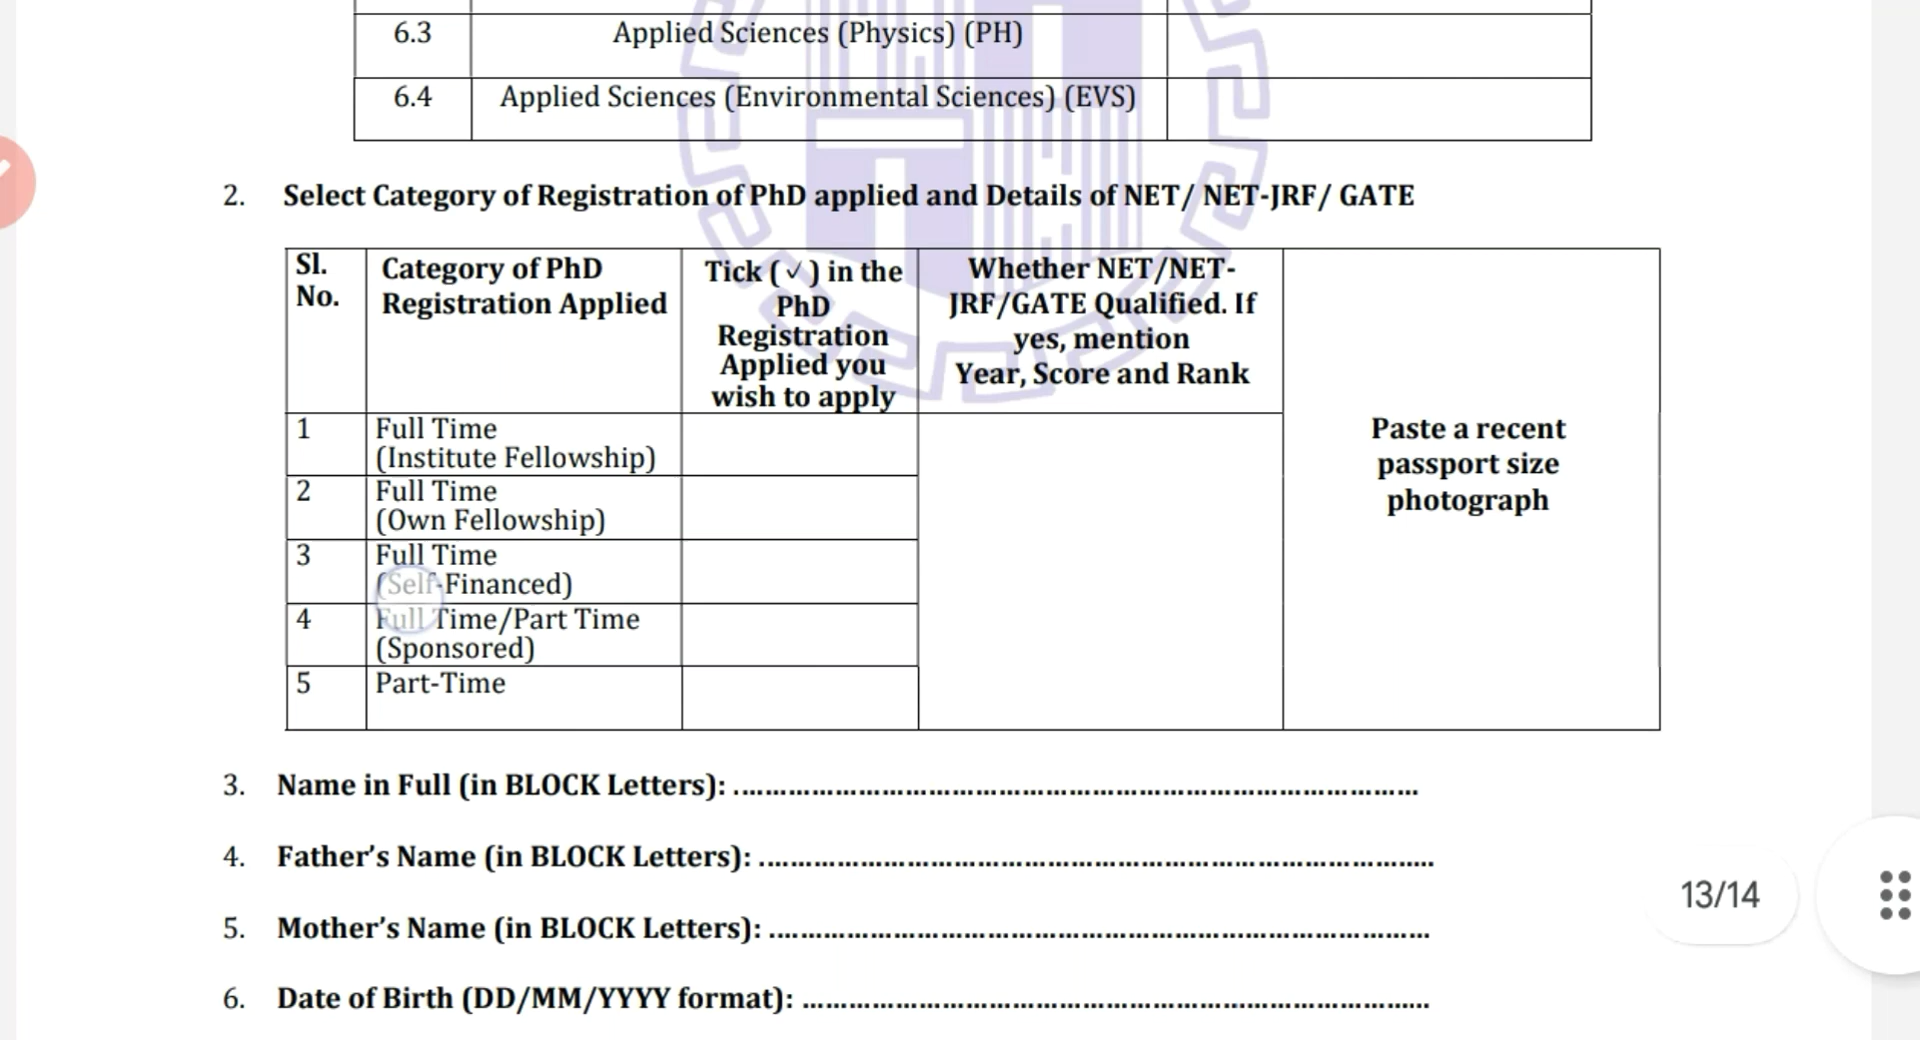 6.3 Applied Sciences (Physics) (PH)
6.4 Applied Sciences (Environmental Sciences) (EVS)
2. Select Category of Registration of PhD applied and Details of NET/ NET-JRF/ GATE
Sl.
No.
Category of PhD
Registration Applied
Tick (✓) in the
PhD
Registration
Applied you
wish to apply
Whether NET/NET-
JRF/GATE Qualified. If
yes, mention
Year, Score and Rank
Paste a recent
passport size
photograph
1 Full Time
(Institute Fellowship)
2 Full Time
(Own Fellowship)
3 Full Time
(Self-Financed)
4 Full Time/Part Time
(Sponsored)
5 Part-Time
3. Name in Full (in BLOCK Letters): ........................................................................................
4. Father's Name (in BLOCK Letters): ......................................................................................
5. Mother's Name (in BLOCK Letters): .....................................................................................
6. Date of Birth (DD/MM/YYYY format): ................................................................................
13/14